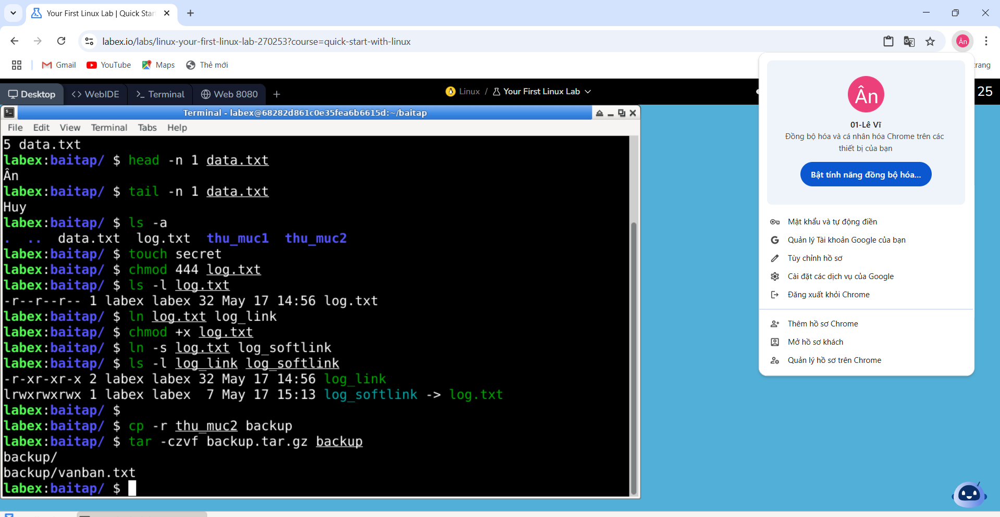 Your First Linux Lab | Quick Star
labex.io/labs/linux-your-first-linux-lab-270253?course=quick-start-with-linux
Ân
Gmail
YouTube
Maps
Thẻ mới
trang
Desktop
<> WebIDE
>_ Terminal
Web 8080
Linux / Your First Linux Lab
25
Terminal - labex@68282d861c0e35fea6b6615d:~/baitap
File Edit View Terminal Tabs Help
5 data.txt
labex:baitap/ $ head -n 1 data.txt
Ân
labex:baitap/ $ tail -n 1 data.txt
Huy
labex:baitap/ $ ls -a
. .. data.txt log.txt thu_muc1 thu_muc2
labex:baitap/ $ touch secret
labex:baitap/ $ chmod 444 log.txt
labex:baitap/ $ ls -l log.txt
-r--r--r-- 1 labex labex 32 May 17 14:56 log.txt
labex:baitap/ $ ln log.txt log_link
labex:baitap/ $ chmod +x log.txt
labex:baitap/ $ ln -s log.txt log_softlink
labex:baitap/ $ ls -l log_link log_softlink
-r-xr-xr-x 2 labex labex 32 May 17 14:56 log_link
lrwxrwxrwx 1 labex labex 7 May 17 15:13 log_softlink -> log.txt
labex:baitap/ $
labex:baitap/ $ cp -r thu_muc2 backup
labex:baitap/ $ tar -czvf backup.tar.gz backup
backup/
backup/vanban.txt
labex:baitap/ $
Ân
01-Lê Vĩ
Đồng bộ hóa và cá nhân hóa Chrome trên các
thiết bị của bạn
Bật tính năng đồng bộ hóa...
Mật khẩu và tự động điền
Quản lý Tài khoản Google của bạn
Tùy chỉnh hồ sơ
Cài đặt các dịch vụ của Google
Đăng xuất khỏi Chrome
Thêm hồ sơ Chrome
Mở hồ sơ khách
Quản lý hồ sơ trên Chrome